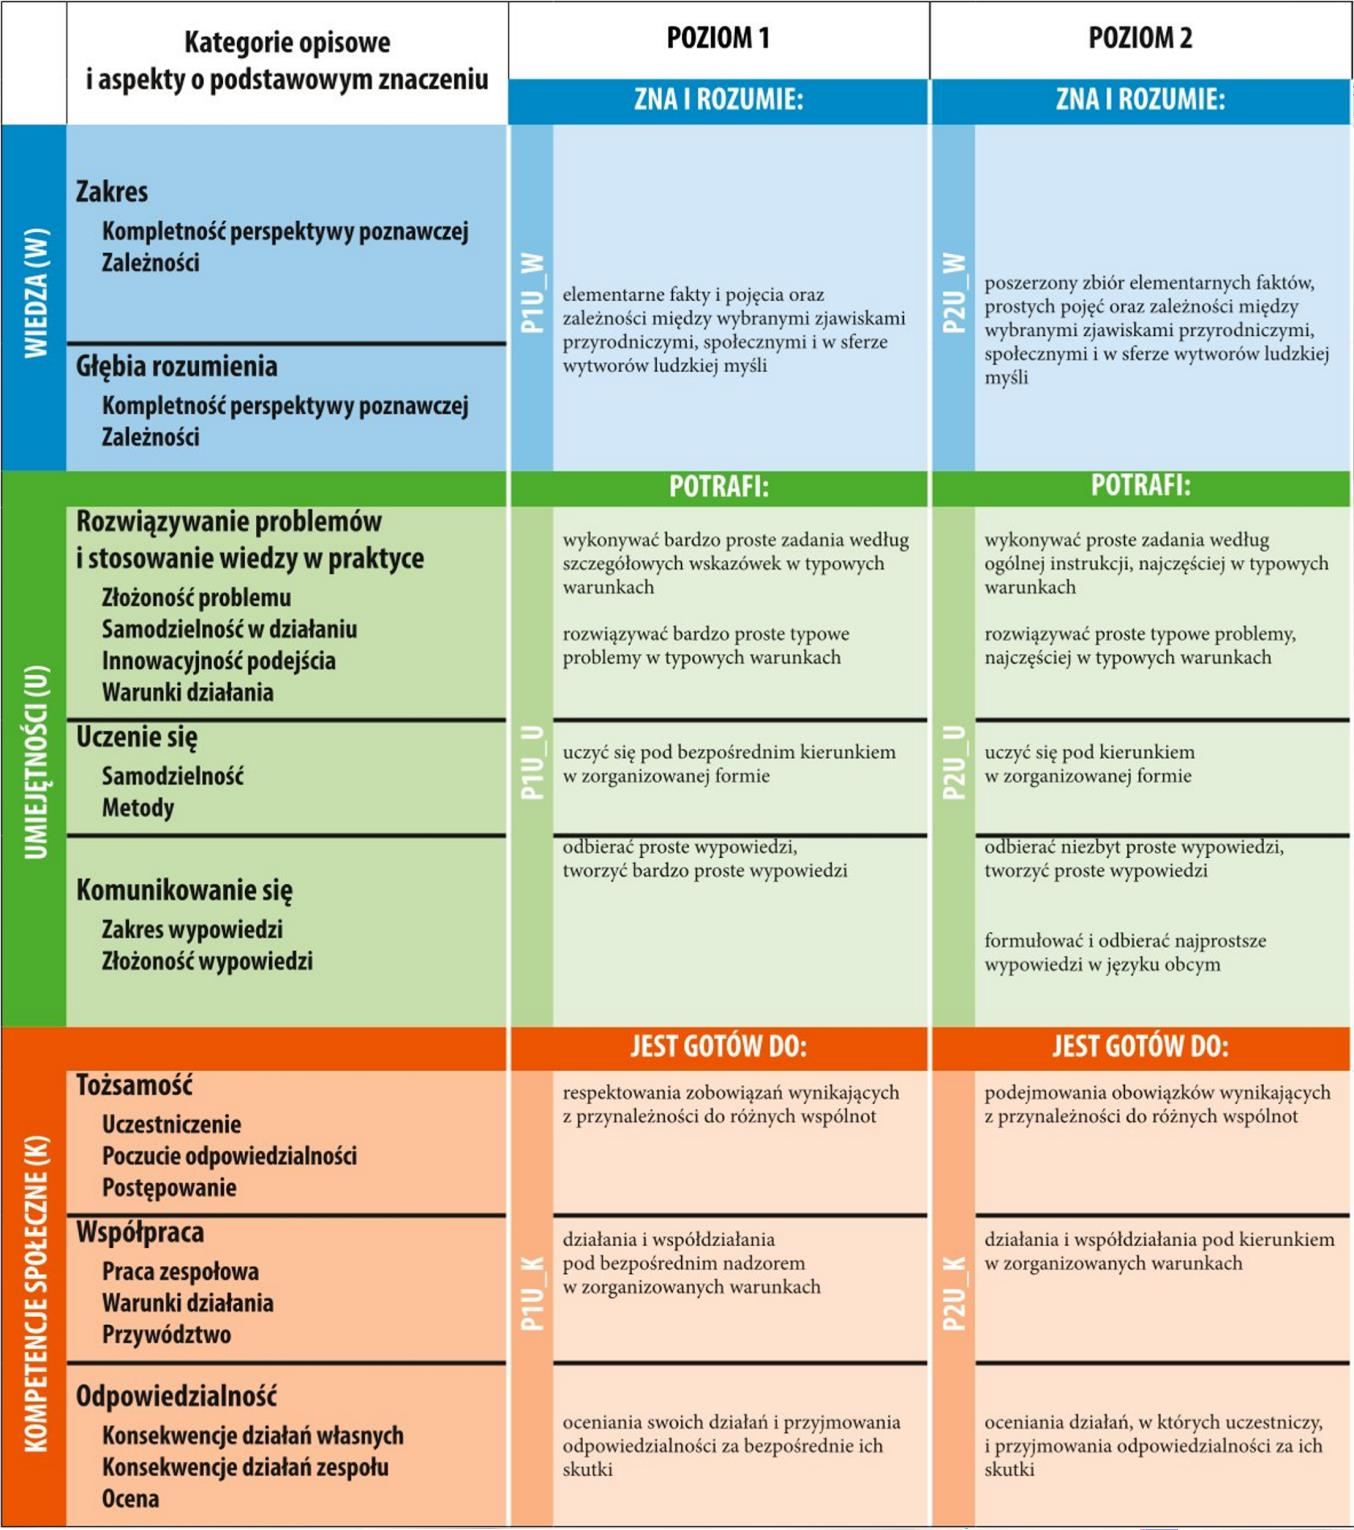 Kategorie opisowe
i aspekty o podstawowym znaczeniu
POZIOM 1
POZIOM 2
ZNA I ROZUMIE:
ZNA I ROZUMIE:
WIEDZA (W)
Zakres
Kompletność perspektywy poznawczej
Zależności
Głębia rozumienia
Kompletność perspektywy poznawczej
Zależności
P1U_W
elementarne fakty i pojęcia oraz
zależności między wybranymi zjawiskami
przyrodniczymi, społecznymi i w sferze
wytworów ludzkiej myśli
P2U_W
poszerzony zbiór elementarnych faktów,
prostych pojęć oraz zależności między
wybranymi zjawiskami przyrodniczymi,
społecznymi i w sferze wytworów ludzkiej
myśli
POTRAFI:
POTRAFI:
UMIEJĘTNOŚCI (U)
Rozwiązywanie problemów
i stosowanie wiedzy w praktyce
Złożoność problemu
Samodzielność w działaniu
Innowacyjność podejścia
Warunki działania
P1U_U
wykonywać bardzo proste zadania według
szczegółowych wskazówek w typowych
warunkach
rozwiązywać bardzo proste typowe
problemy w typowych warunkach
P2U_U
wykonywać proste zadania według
ogólnej instrukcji, najczęściej w typowych
warunkach
rozwiązywać proste typowe problemy,
najczęściej w typowych warunkach
Uczenie się
Samodzielność
Metody
uczyć się pod bezpośrednim kierunkiem
w zorganizowanej formie
uczyć się pod kierunkiem
w zorganizowanej formie
Komunikowanie się
Zakres wypowiedzi
Złożoność wypowiedzi
odbierać proste wypowiedzi,
tworzyć bardzo proste wypowiedzi
odbierać niezbyt proste wypowiedzi,
tworzyć proste wypowiedzi
formułować i odbierać najprostsze
wypowiedzi w języku obcym
JEST GOTÓW DO:
JEST GOTÓW DO:
KOMPETENCJE SPOŁECZNE (K)
Tożsamość
Uczestniczenie
Poczucie odpowiedzialności
Postępowanie
P1U_K
respektowania zobowiązań wynikających
z przynależności do różnych wspólnot
P2U_K
podejmowania obowiązków wynikających
z przynależności do różnych wspólnot
Współpraca
Praca zespołowa
Warunki działania
Przywództwo
działania i współdziałania
pod bezpośrednim nadzorem
w zorganizowanych warunkach
działania i współdziałania pod kierunkiem
w zorganizowanych warunkach
Odpowiedzialność
Konsekwencje działań własnych
Konsekwencje działań zespołu
Ocena
oceniania swoich działań i przyjmowania
odpowiedzialności za bezpośrednie ich
skutki
oceniania działań, w których uczestniczy,
i przyjmowania odpowiedzialności za ich
skutki